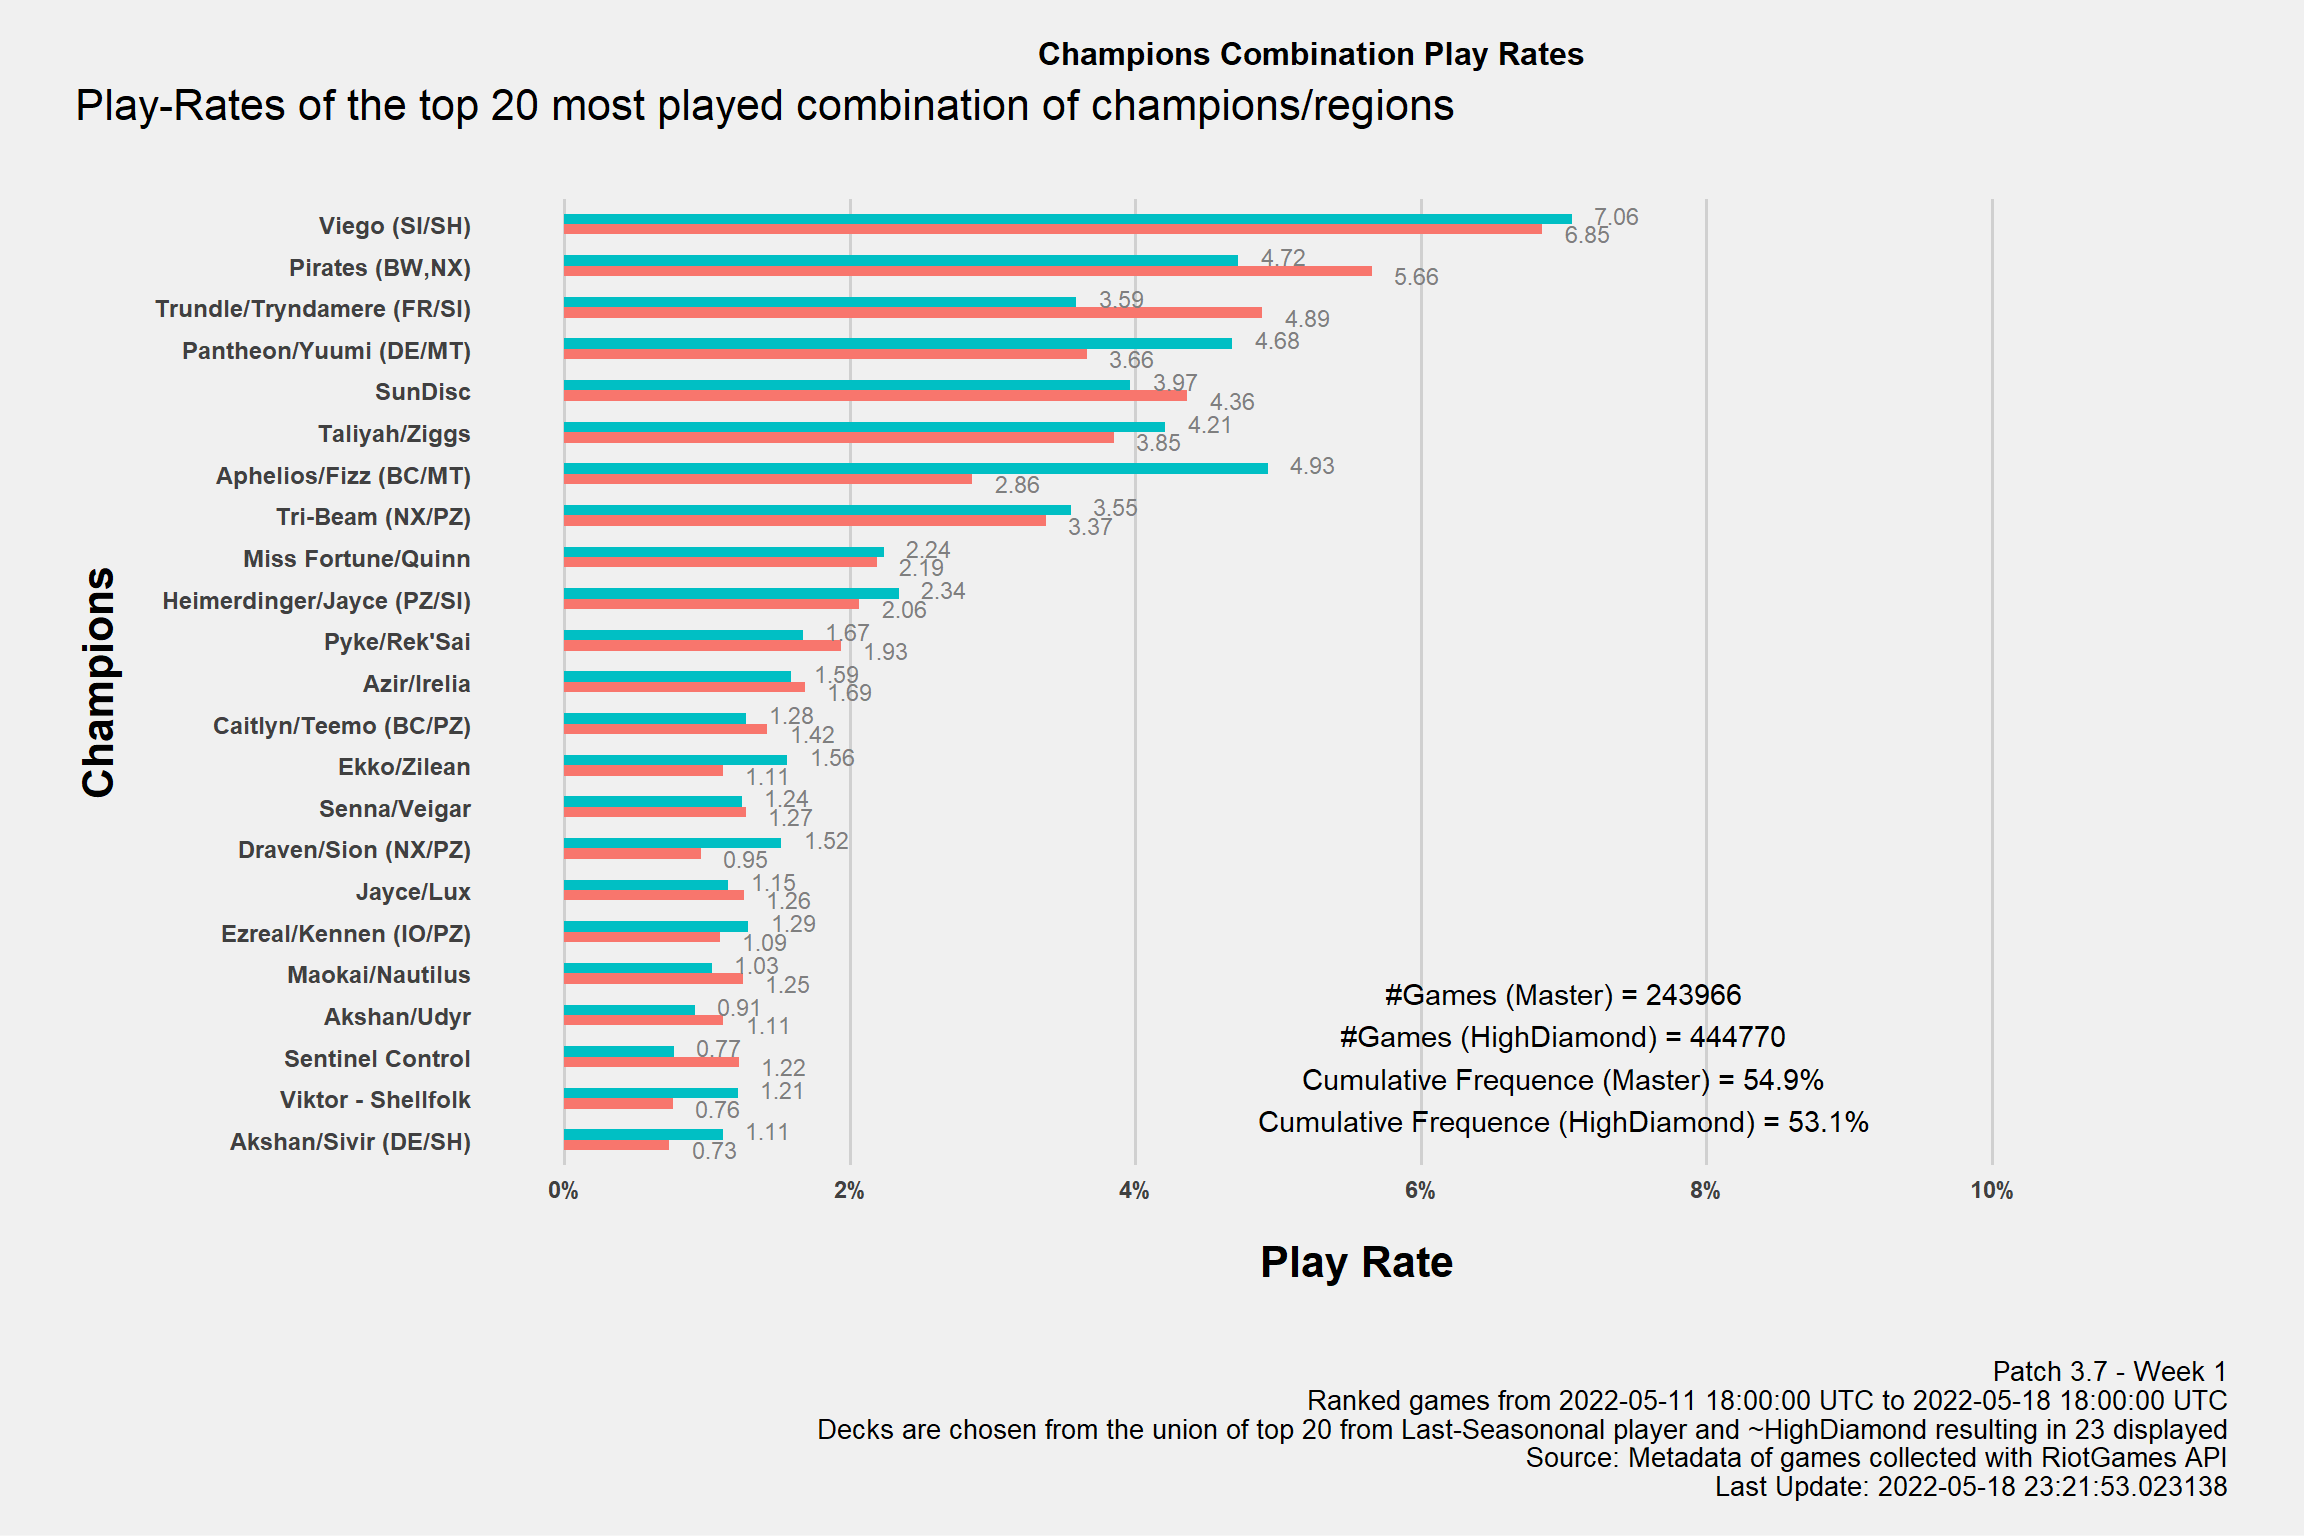 Champions Combination Play Rates
Play-Rates of the top 20 most played combination of champions/regions
Champions
Viego (SI/SH)
7.06
6.85
Pirates (BW,NX)
4.72
5.66
Trundle/Tryndamere (FR/SI)
3.59
4.89
Pantheon/Yuumi (DE/MT)
4.68
3.66
SunDisc
3.97
4.36
Taliyah/Ziggs
4.21
3.85
Aphelios/Fizz (BC/MT)
4.93
2.86
Tri-Beam (NX/PZ)
3.55
3.37
Miss Fortune/Quinn
2.24
2.19
Heimerdinger/Jayce (PZ/SI)
2.34
2.06
Pyke/Rek'Sai
1.67
1.93
Azir/Irelia
1.59
1.69
Caitlyn/Teemo (BC/PZ)
1.28
1.42
Ekko/Zilean
1.56
1.11
Senna/Veigar
1.24
1.27
Draven/Sion (NX/PZ)
1.52
0.95
Jayce/Lux
1.15
1.26
Ezreal/Kennen (IO/PZ)
1.29
1.09
Maokai/Nautilus
1.03
1.25
Akshan/Udyr
0.91
1.11
Sentinel Control
0.77
1.22
Viktor - Shellfolk
1.21
0.76
Akshan/Sivir (DE/SH)
1.11
0.73
#Games (Master) = 243966
#Games (HighDiamond) = 444770
Cumulative Frequence (Master) = 54.9%
Cumulative Frequence (HighDiamond) = 53.1%
0% 2% 4% 6% 8% 10%
Play Rate
Patch 3.7 - Week 1
Ranked games from 2022-05-11 18:00:00 UTC to 2022-05-18 18:00:00 UTC
Decks are chosen from the union of top 20 from Last-Seasononal player and ~HighDiamond resulting in 23 displayed
Source: Metadata of games collected with RiotGames API
Last Update: 2022-05-18 23:21:53.023138